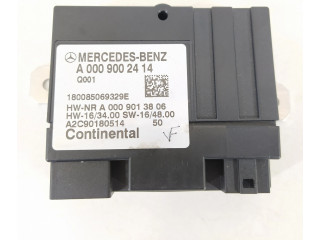 MERCEDES-BENZ
A 000 900 24 14
Q001
180085069329E
HW-NR A 000 901 38 06
HW-16/34.00 SW-16/48.00
A2C90180514 50
Continental
VF